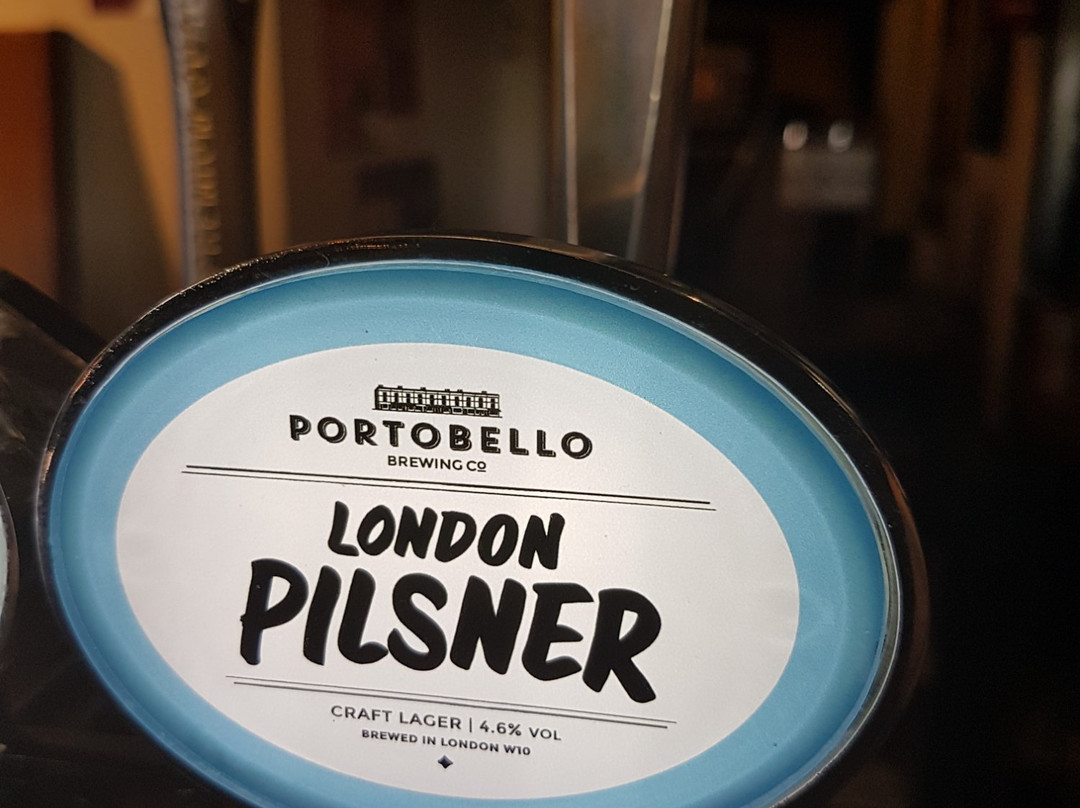 PORTOBELLO
BREWING Cº
LONDON
PILSNER
CRAFT LAGER | 4.6% VOL
BREWED IN LONDON W10